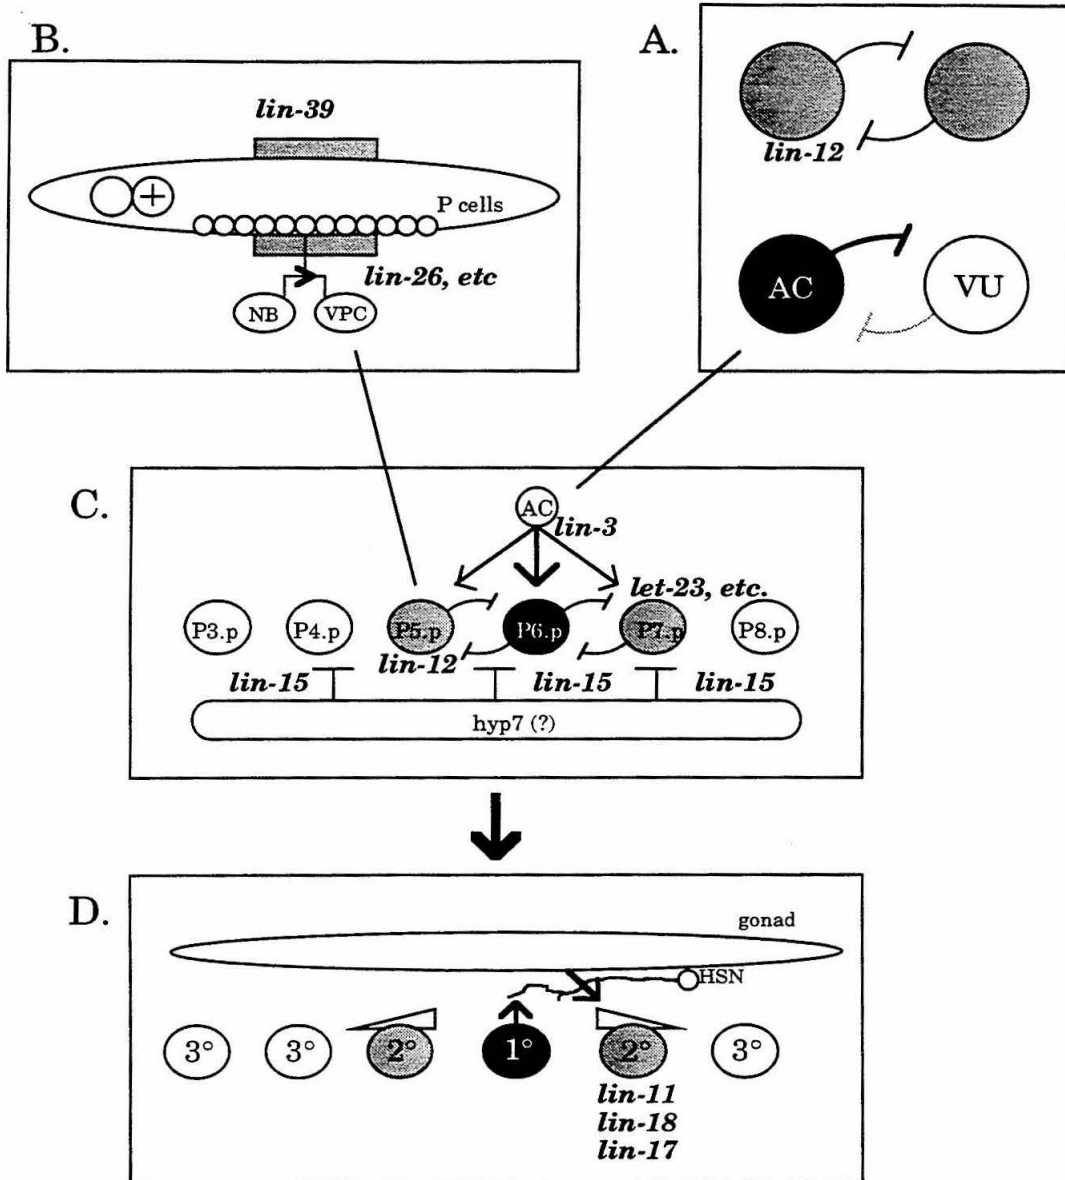 B.
A.
lin-39
P cells
lin-26, etc
NB
VPC
lin-12
AC
VU
C.
AC
lin-3
let-23, etc.
P3.p
P4.p
P5.p
P6.p
P7.p
P8.p
lin-12
lin-15
lin-15
lin-15
hyp7 (?)
D.
gonad
HSN
3°
3°
2°
1°
2°
3°
lin-11
lin-18
lin-17